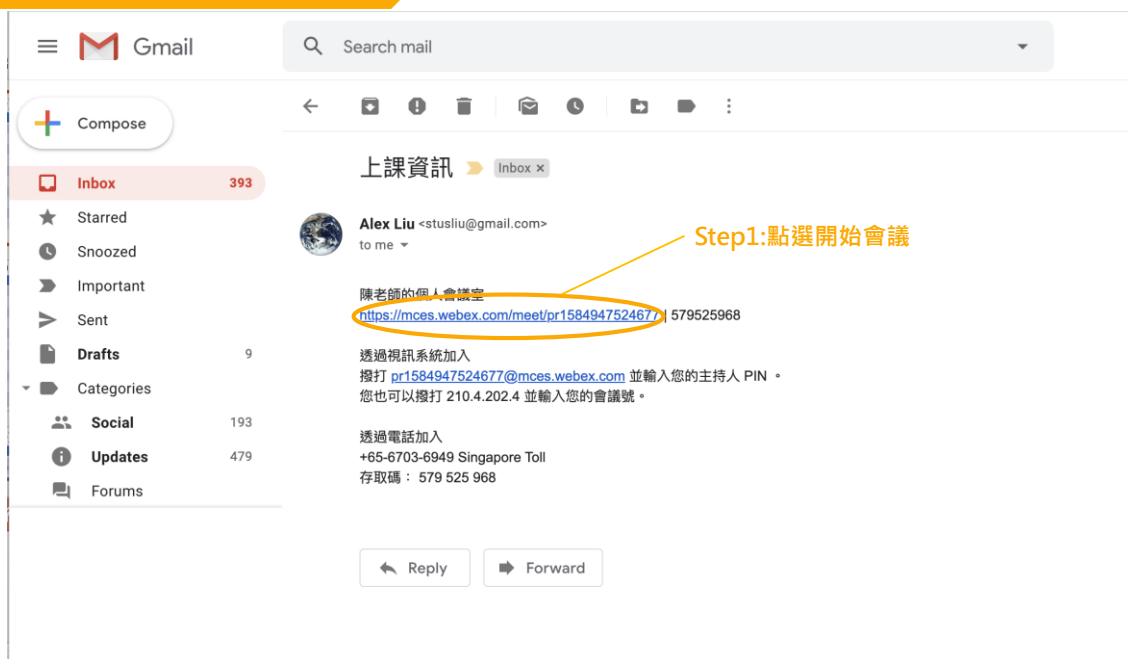 Gmail
Search mail
Compose
Inbox 393
Starred
Snoozed
Important
Sent
Drafts 9
Categories
Social 193
Updates 479
Forums
上課資訊 Inbox ×
Alex Liu <stusliu@gmail.com>
to me
Step1:點選開始會議
陳老師的個人會議室
https://mces.webex.com/meet/pr1584947524677 | 579525968
透過視訊系統加入
撥打 pr1584947524677@mces.webex.com 並輸入您的主持人 PIN 。
您也可以撥打 210.4.202.4 並輸入您的會議號。
透過電話加入
+65-6703-6949 Singapore Toll
存取碼： 579 525 968
Reply
Forward